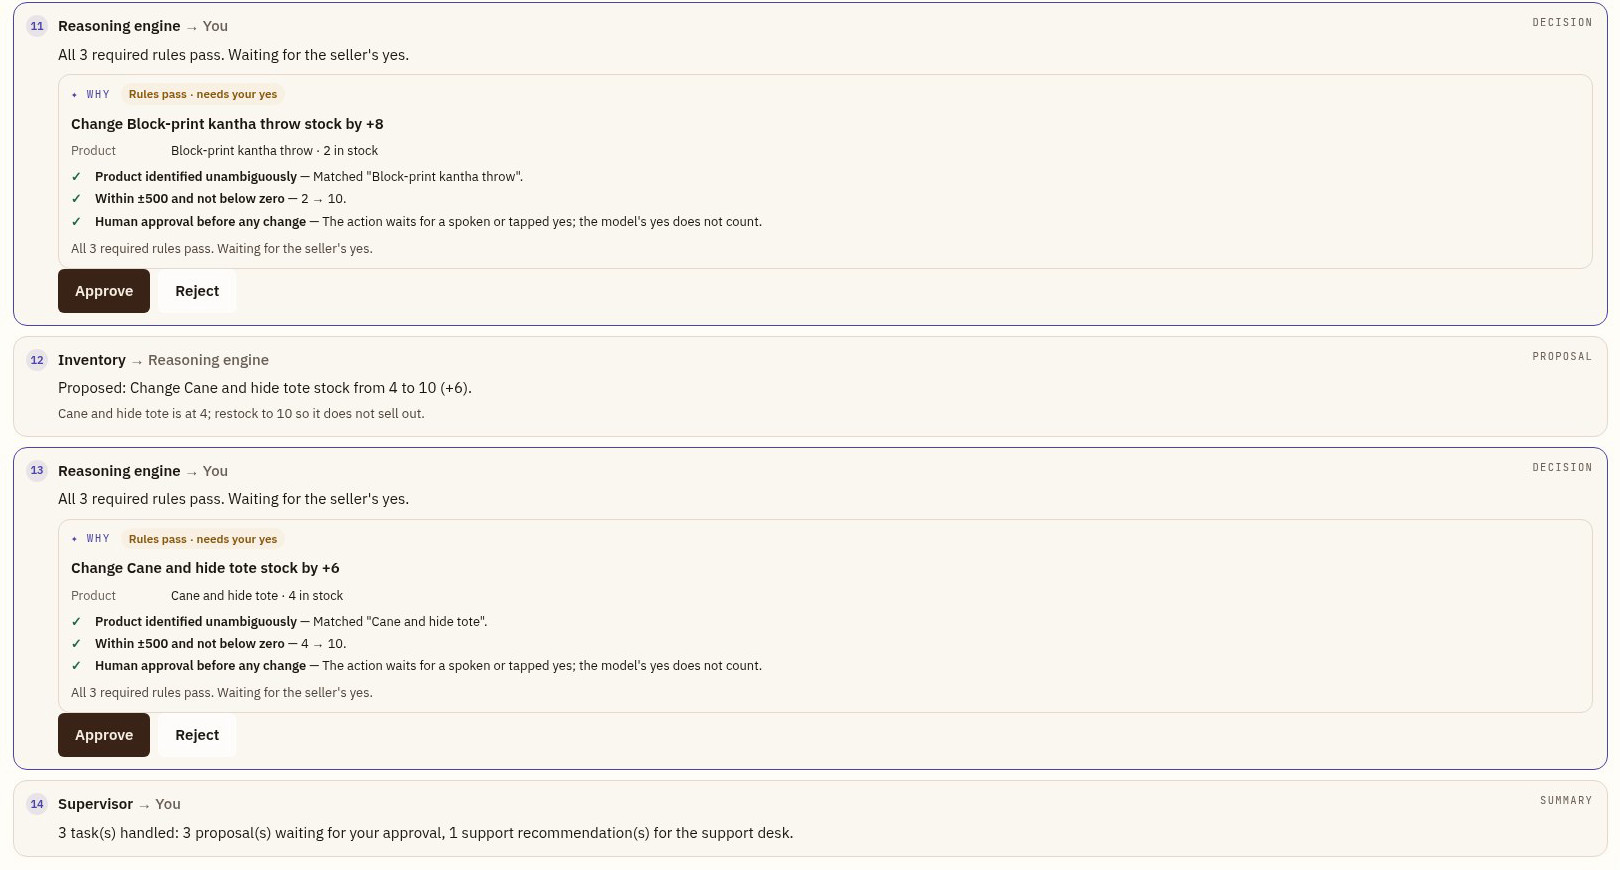 11 Reasoning engine → You DECISION
All 3 required rules pass. Waiting for the seller's yes.
✦ WHY Rules pass · needs your yes
Change Block-print kantha throw stock by +8
Product Block-print kantha throw · 2 in stock
✓ Product identified unambiguously — Matched "Block-print kantha throw".
✓ Within ±500 and not below zero — 2 → 10.
✓ Human approval before any change — The action waits for a spoken or tapped yes; the model's yes does not count.
All 3 required rules pass. Waiting for the seller's yes.
Approve Reject
12 Inventory → Reasoning engine PROPOSAL
Proposed: Change Cane and hide tote stock from 4 to 10 (+6).
Cane and hide tote is at 4; restock to 10 so it does not sell out.
13 Reasoning engine → You DECISION
All 3 required rules pass. Waiting for the seller's yes.
✦ WHY Rules pass · needs your yes
Change Cane and hide tote stock by +6
Product Cane and hide tote · 4 in stock
✓ Product identified unambiguously — Matched "Cane and hide tote".
✓ Within ±500 and not below zero — 4 → 10.
✓ Human approval before any change — The action waits for a spoken or tapped yes; the model's yes does not count.
All 3 required rules pass. Waiting for the seller's yes.
Approve Reject
14 Supervisor → You SUMMARY
3 task(s) handled: 3 proposal(s) waiting for your approval, 1 support recommendation(s) for the support desk.